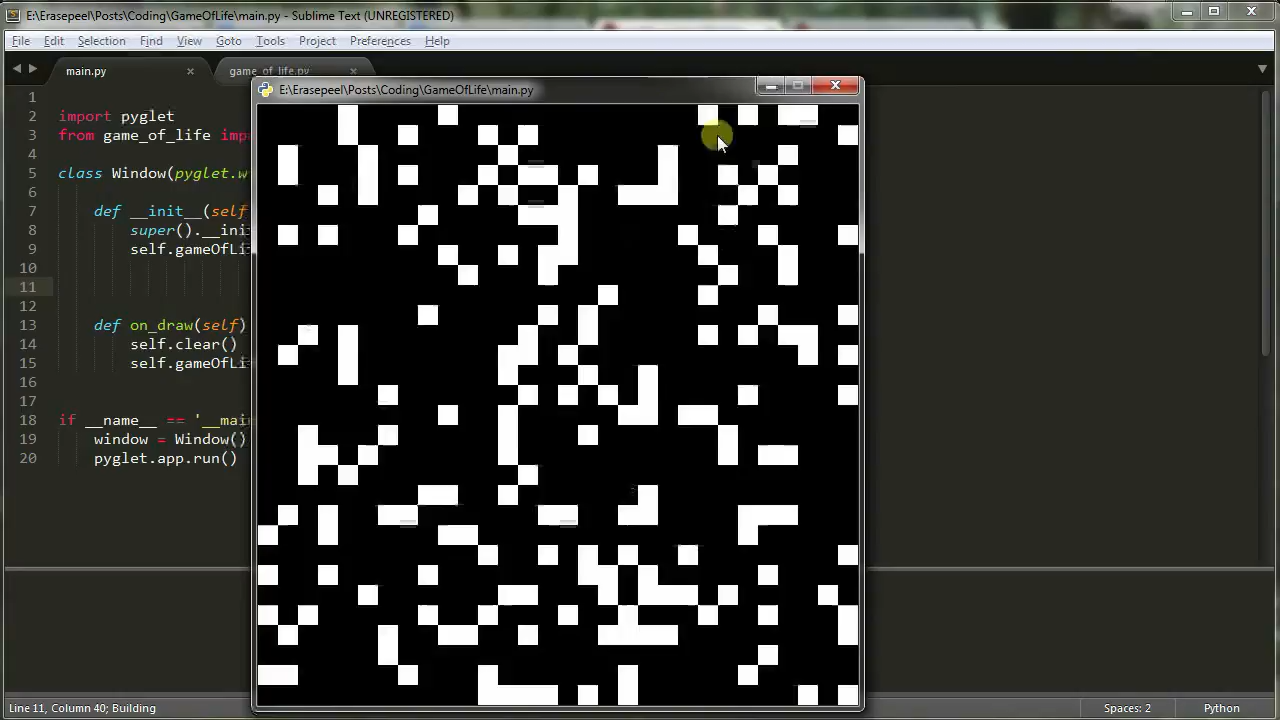 E:\Erasepeel\Posts\Coding\GameOfLife\main.py - Sublime Text (UNREGISTERED)
File Edit Selection Find View Goto Tools Project Preferences Help
main.py game_of_life.py
E:\Erasepeel\Posts\Coding\GameOfLife\main.py
1
2 import pyglet
3 from game_of_life imp
4
5 class Window(pyglet.w
6
7 def __init__(self
8 super().__ini
9 self.gameOfLi
10
11
12
13 def on_draw(self)
14 self.clear()
15 self.gameOfLi
16
17
18 if __name__ == '__mai
19 window = Window()
20 pyglet.app.run()
Line 11, Column 40; Building Spaces: 2 Python